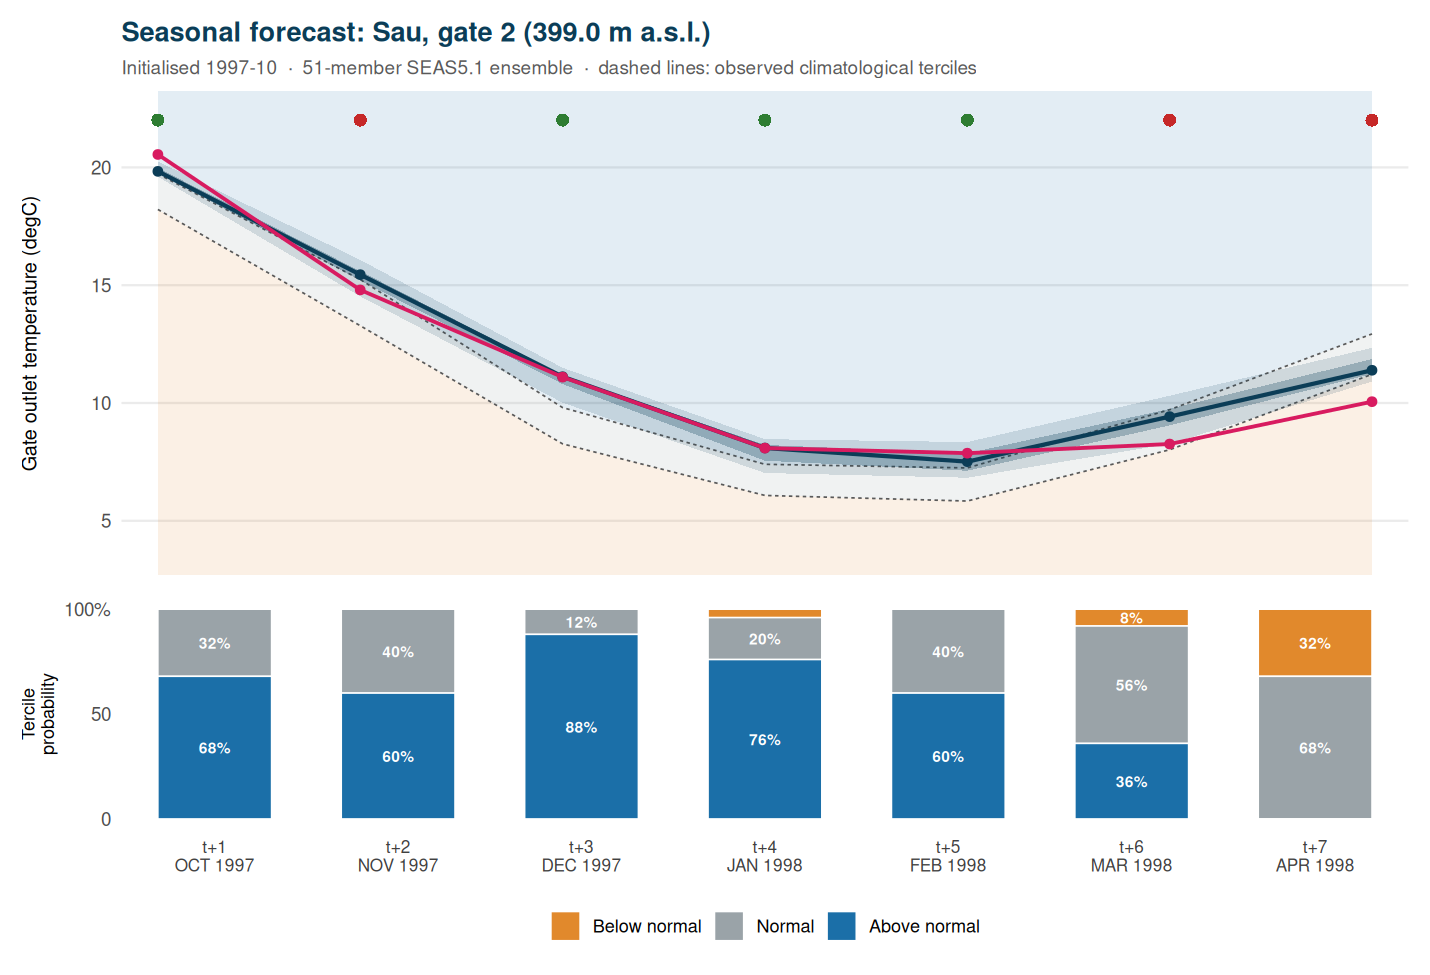 Seasonal forecast: Sau, gate 2 (399.0 m a.s.l.)
Initialised 1997-10 · 51-member SEAS5.1 ensemble · dashed lines: observed climatological terciles
Gate outlet temperature (degC)
20
15
10
5
Tercile
probability
100%
50
0
32%
68%
40%
60%
12%
88%
20%
76%
40%
60%
8%
56%
36%
32%
68%
t+1
OCT 1997
t+2
NOV 1997
t+3
DEC 1997
t+4
JAN 1998
t+5
FEB 1998
t+6
MAR 1998
t+7
APR 1998
Below normal
Normal
Above normal